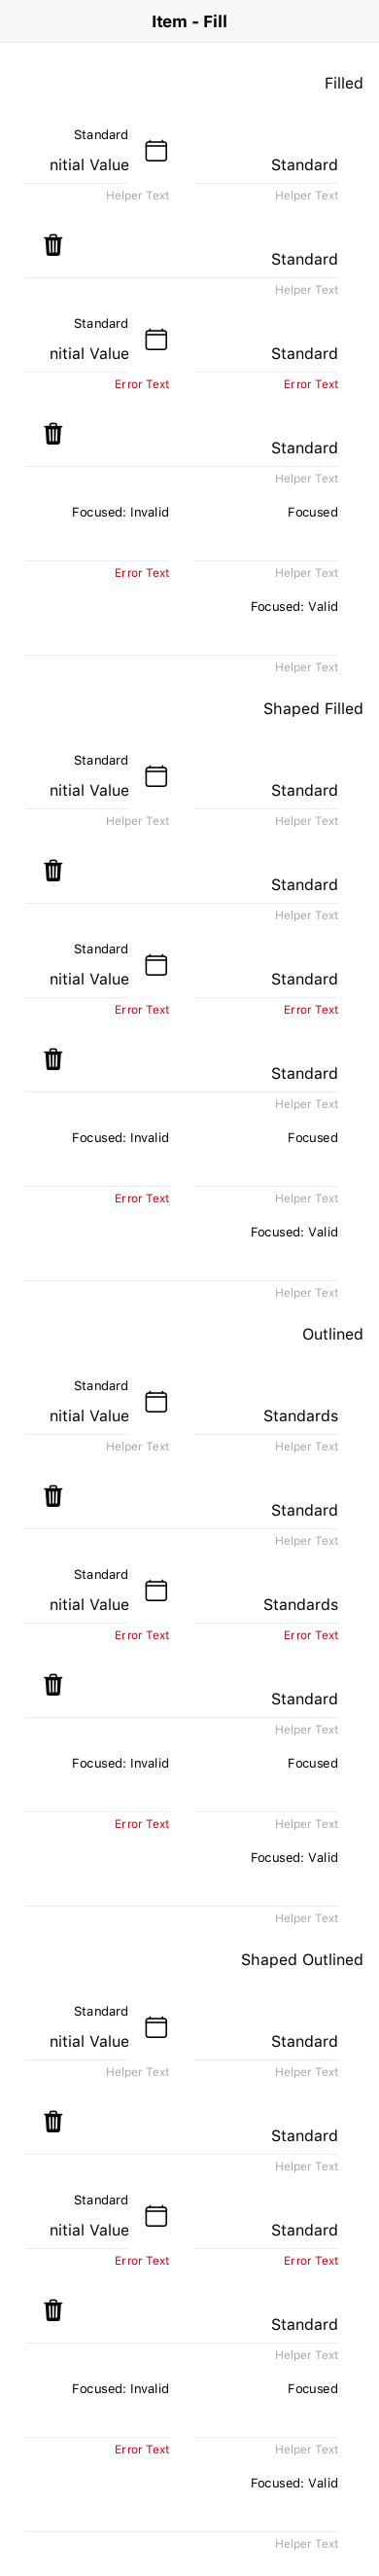 Item - Fill
Filled
Standard
nitial Value
Standard
Helper Text
Helper Text
Standard
Helper Text
Standard
nitial Value
Standard
Error Text
Error Text
Standard
Helper Text
Focused: Invalid
Focused
Error Text
Helper Text
Focused: Valid
Helper Text
Shaped Filled
Standard
nitial Value
Standard
Helper Text
Helper Text
Standard
Helper Text
Standard
nitial Value
Standard
Error Text
Error Text
Standard
Helper Text
Focused: Invalid
Focused
Error Text
Helper Text
Focused: Valid
Helper Text
Outlined
Standard
nitial Value
Standards
Helper Text
Helper Text
Standard
Helper Text
Standard
nitial Value
Standards
Error Text
Error Text
Standard
Helper Text
Focused: Invalid
Focused
Error Text
Helper Text
Focused: Valid
Helper Text
Shaped Outlined
Standard
nitial Value
Standard
Helper Text
Helper Text
Standard
Helper Text
Standard
nitial Value
Standard
Error Text
Error Text
Standard
Helper Text
Focused: Invalid
Focused
Error Text
Helper Text
Focused: Valid
Helper Text